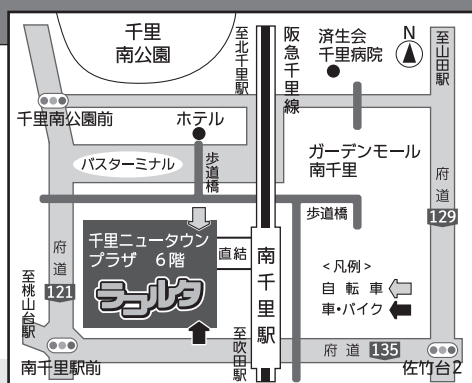 千里
南公園
至北千里駅
阪急千里線
済生会
千里病院
N
至山田駅
千里南公園前
ホテル
バスターミナル
歩道橋
ガーデンモール
南千里
府道
129
歩道橋
千里ニュータウン
プラザ 6階
ラコルタ
直結
南千里駅
府道
121
至桃山台駅
<凡例>
自転車
車・バイク
至吹田駅
南千里駅前
府道 135
佐竹台2